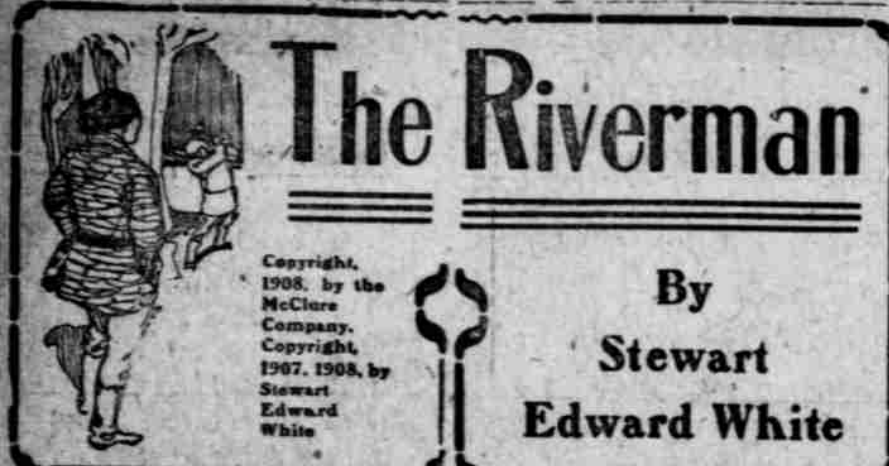 The Riverman
Copyright,
1908, by the
McClure
Company.
Copyright,
1907, 1908, by
Stewart
Edward
White
By
Stewart
Edward White